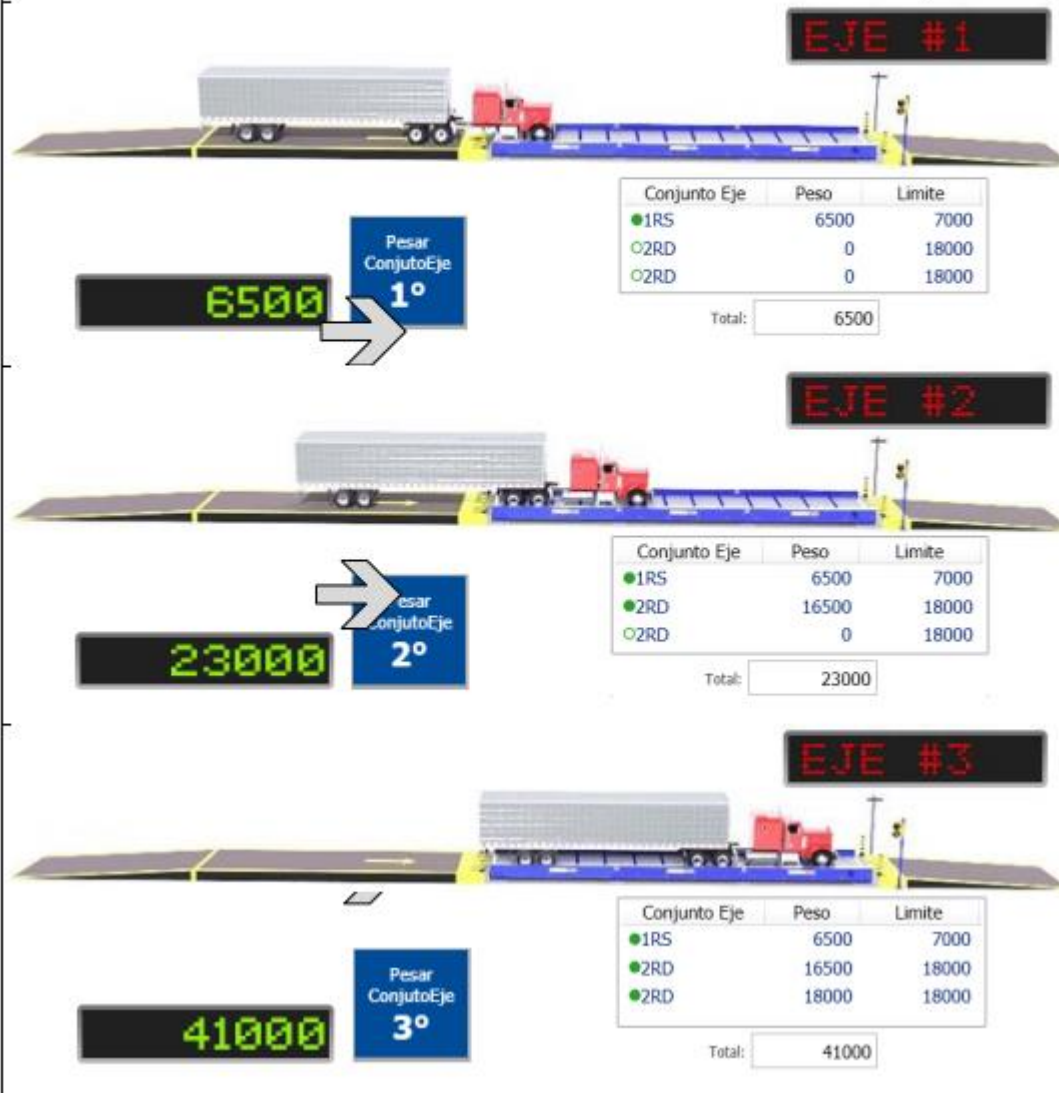 EJE #1
Conjunto Eje Peso Limite
1RS 6500 7000
2RD 0 18000
2RD 0 18000
Total: 6500
Pesar
ConjutoEje
1º
6500
EJE #2
Conjunto Eje Peso Limite
1RS 6500 7000
2RD 16500 18000
2RD 0 18000
Total: 23000
esar
onjutoEje
2º
23000
EJE #3
Conjunto Eje Peso Limite
1RS 6500 7000
2RD 16500 18000
2RD 18000 18000
Total: 41000
Pesar
ConjutoEje
3º
41000